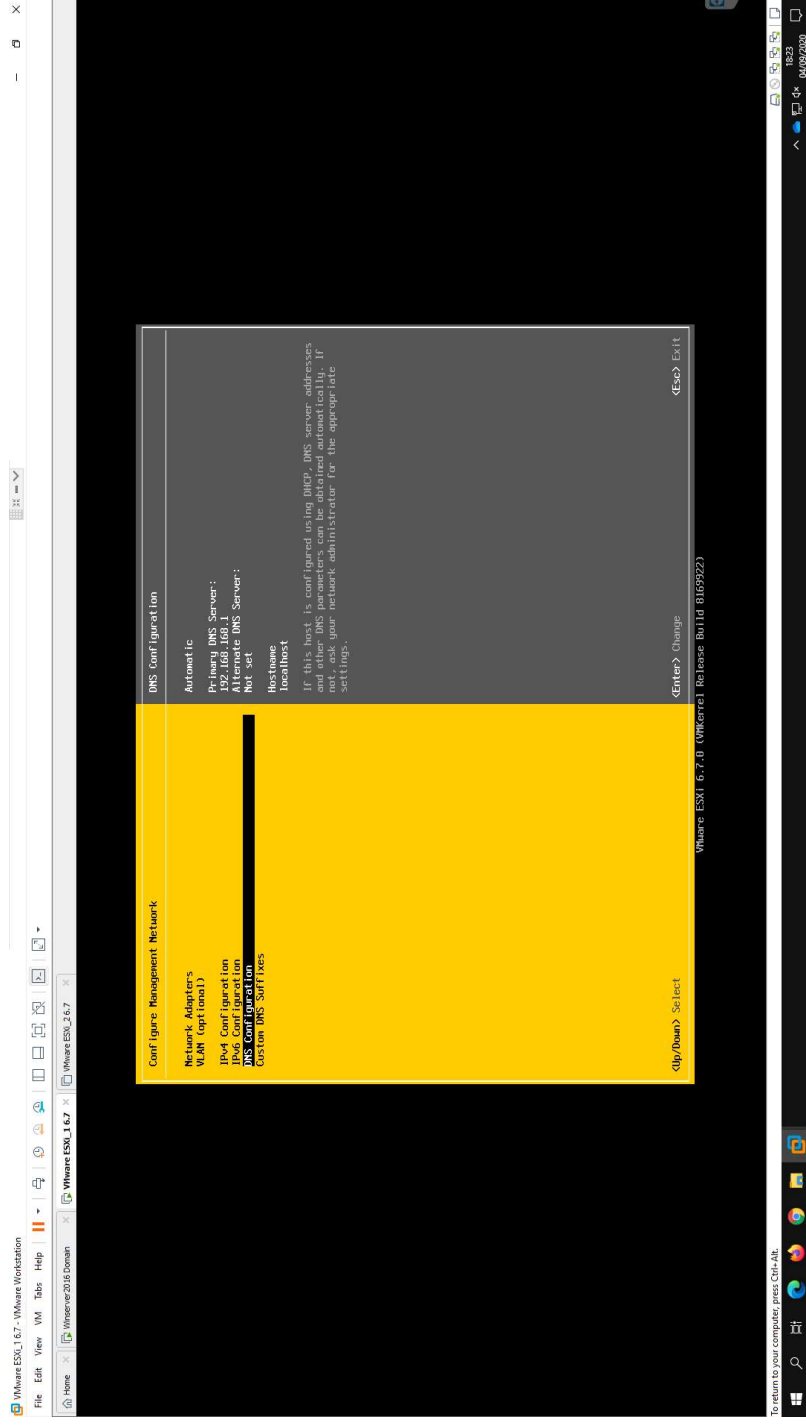 VMware ESXi_1 6.7 - VMware Workstation
File Edit View VM Tabs Help
Home
Winserver2016 Domain
VMware ESXi_1 6.7
VMware ESXi_2 6.7
Configure Management Network
Network Adapters
VLAN (optional)
IPv4 Configuration
IPv6 Configuration
DNS Configuration
Custom DNS Suffixes
<Up/Down> Select
DNS Configuration
Automatic
Primary DNS Server:
192.168.168.1
Alternate DNS Server:
Not set
Hostname
localhost
If this host is configured using DHCP, DNS server addresses
and other DNS parameters can be obtained automatically. If
not, ask your network administrator for the appropriate
settings.
<Enter> Change
<Esc> Exit
VMware ESXi 6.7.0 (VMKernel Release Build 8169922)
To return to your computer, press Ctrl+Alt.
18:23
04/09/2020